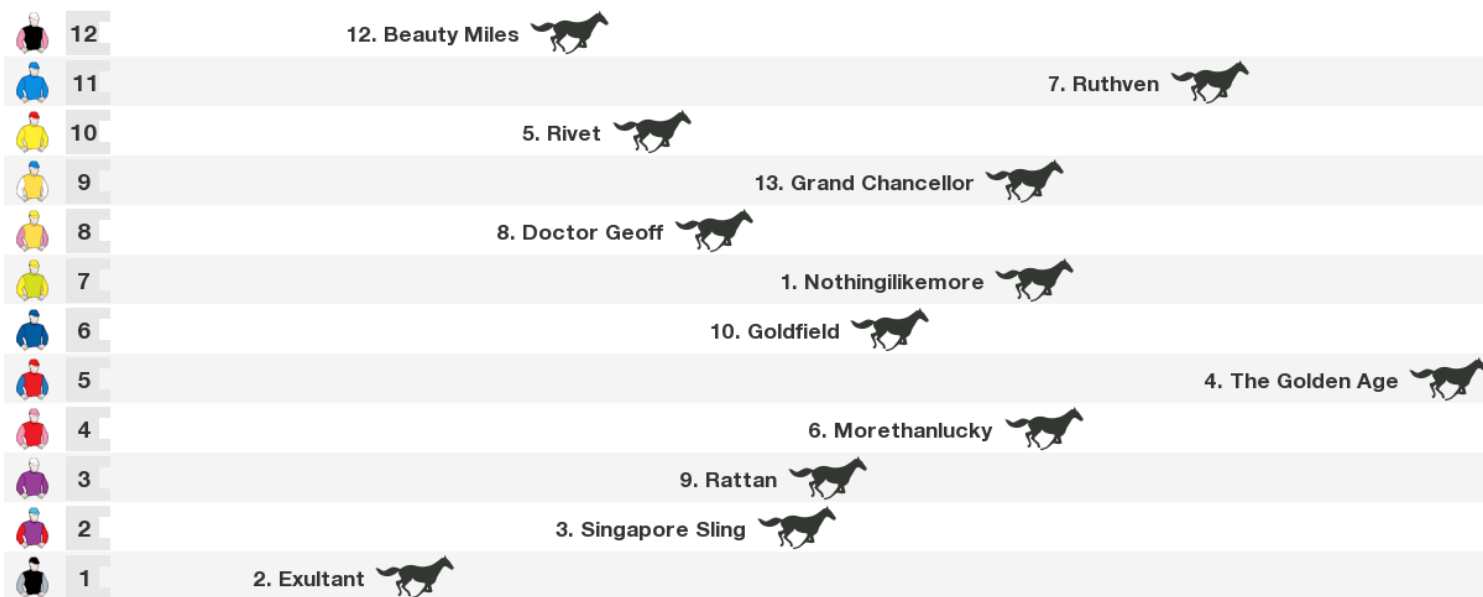 12 12. Beauty Miles
11 7. Ruthven
10 5. Rivet
9 13. Grand Chancellor
8 8. Doctor Geoff
7 1. Nothingilikemore
6 10. Goldfield
5 4. The Golden Age
4 6. Morethanlucky
3 9. Rattan
2 3. Singapore Sling
1 2. Exultant